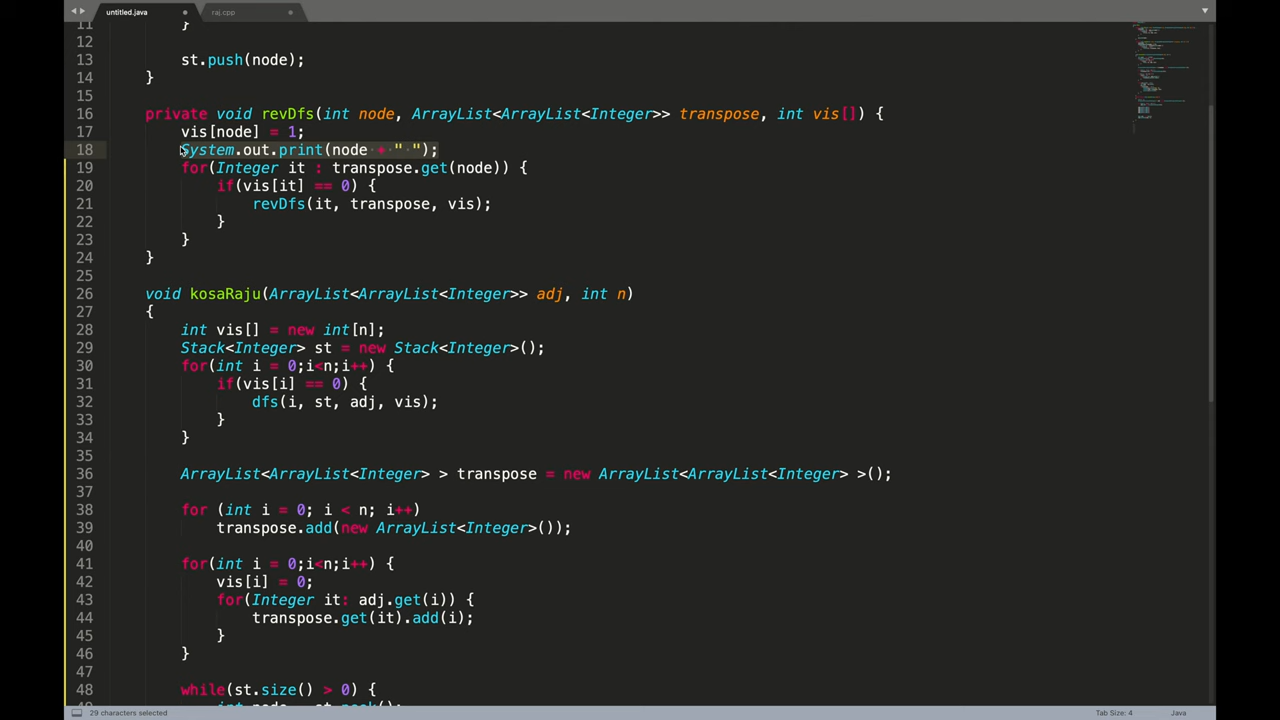 untitled.java
raj.cpp
11 }
12
13 st.push(node);
14 }
15
16 private void revDfs(int node, ArrayList<ArrayList<Integer>> transpose, int vis[]) {
17 vis[node] = 1;
18 System.out.print(node + " ");
19 for(Integer it : transpose.get(node)) {
20 if(vis[it] == 0) {
21 revDfs(it, transpose, vis);
22 }
23 }
24 }
25
26 void kosaRaju(ArrayList<ArrayList<Integer>> adj, int n)
27 {
28 int vis[] = new int[n];
29 Stack<Integer> st = new Stack<Integer>();
30 for(int i = 0;i<n;i++) {
31 if(vis[i] == 0) {
32 dfs(i, st, adj, vis);
33 }
34 }
35
36 ArrayList<ArrayList<Integer> > transpose = new ArrayList<ArrayList<Integer> >();
37
38 for (int i = 0; i < n; i++)
39 transpose.add(new ArrayList<Integer>());
40
41 for(int i = 0;i<n;i++) {
42 vis[i] = 0;
43 for(Integer it: adj.get(i)) {
44 transpose.get(it).add(i);
45 }
46 }
47
48 while(st.size() > 0) {
29 characters selected
Tab Size: 4
Java